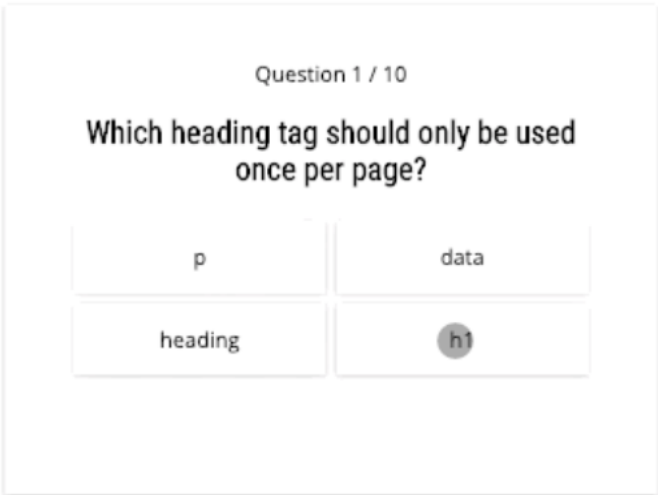 Question 1 / 10
Which heading tag should only be used
once per page?
p
data
heading
h1